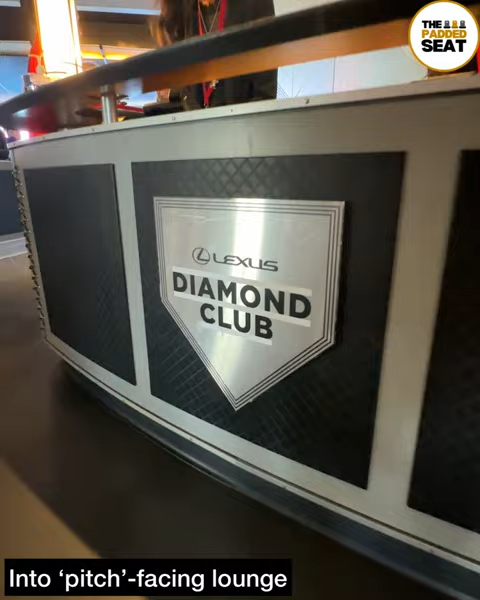 THE
PADDED
SEAT
LEXUS
DIAMOND
CLUB
Into ‘pitch’-facing lounge